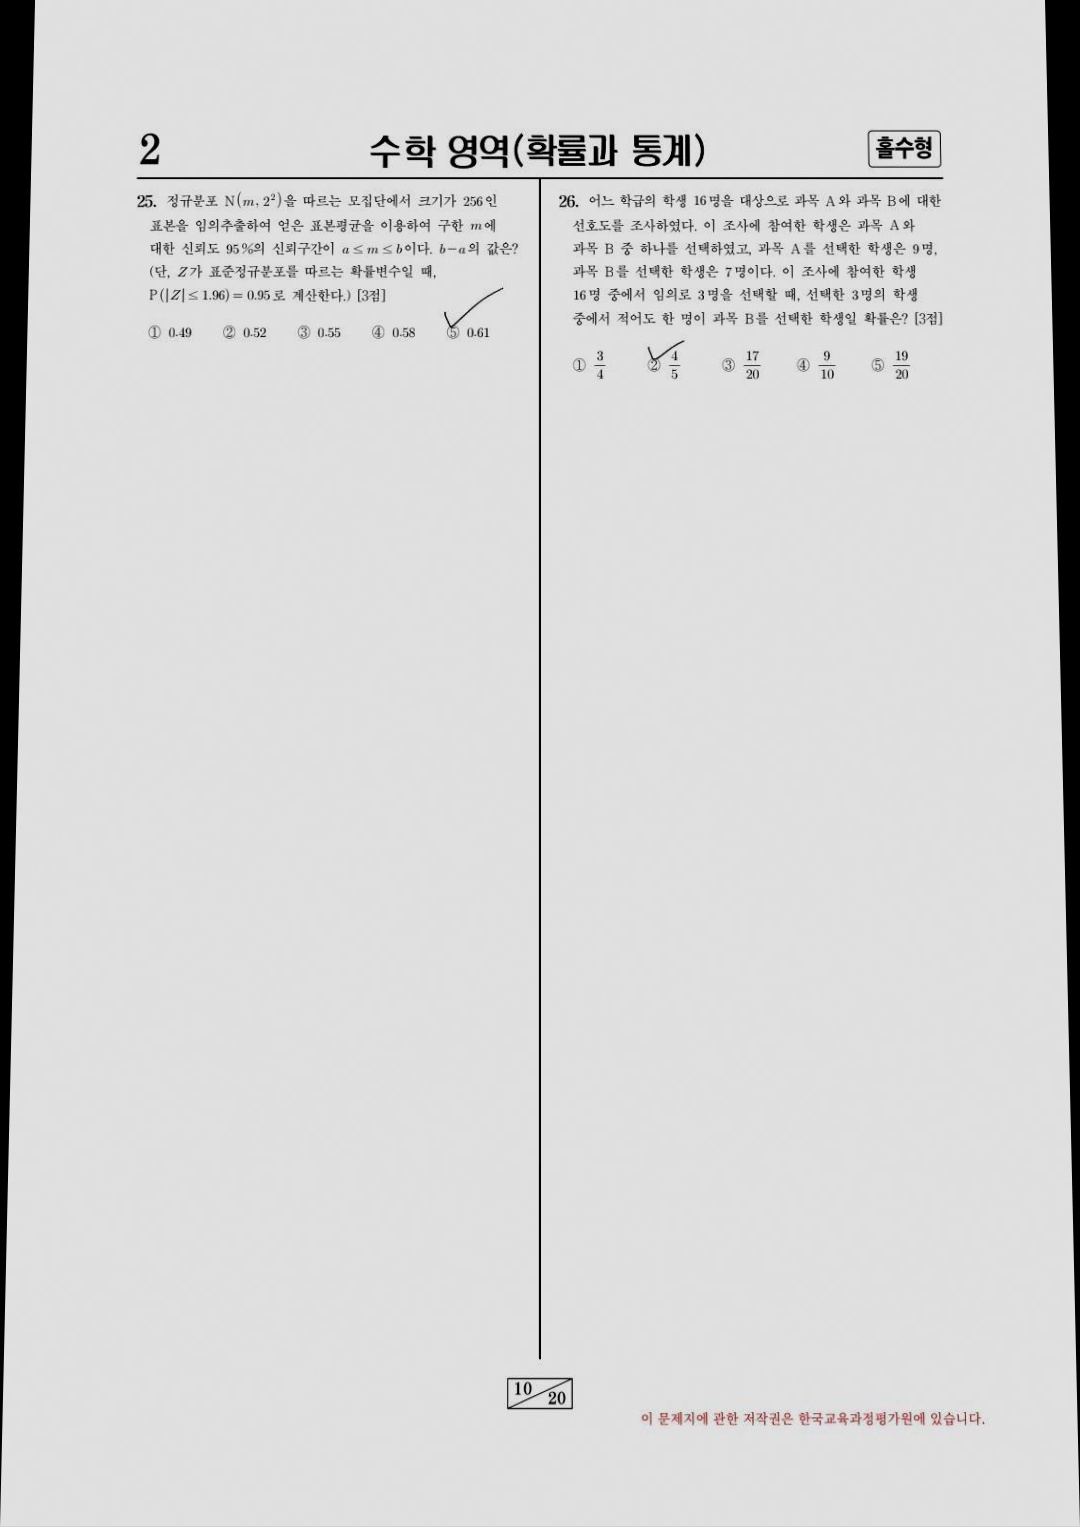 2
수학 영역(확률과 통계)
홀수형
25. 정규분포 N(m, 2²)을 따르는 모집단에서 크기가 256인
표본을 임의추출하여 얻은 표본평균을 이용하여 구한 m에
대한 신뢰도 95%의 신뢰구간이 a≤m≤b이다. b-a의 값은?
(단, Z가 표준정규분포를 따르는 확률변수일 때,
P(|Z|≤1.96)=0.95로 계산한다.) [3점]
① 0.49 ② 0.52 ③ 0.55 ④ 0.58 ⑤ 0.61
26. 어느 학급의 학생 16명을 대상으로 과목 A와 과목 B에 대한
선호도를 조사하였다. 이 조사에 참여한 학생은 과목 A와
과목 B 중 하나를 선택하였고, 과목 A를 선택한 학생은 9명,
과목 B를 선택한 학생은 7명이다. 이 조사에 참여한 학생
16명 중에서 임의로 3명을 선택할 때, 선택한 3명의 학생
중에서 적어도 한 명이 과목 B를 선택한 학생일 확률은? [3점]
① 3/4 ② 4/5 ③ 17/20 ④ 9/10 ⑤ 19/20
10/20
이 문제지에 관한 저작권은 한국교육과정평가원에 있습니다.